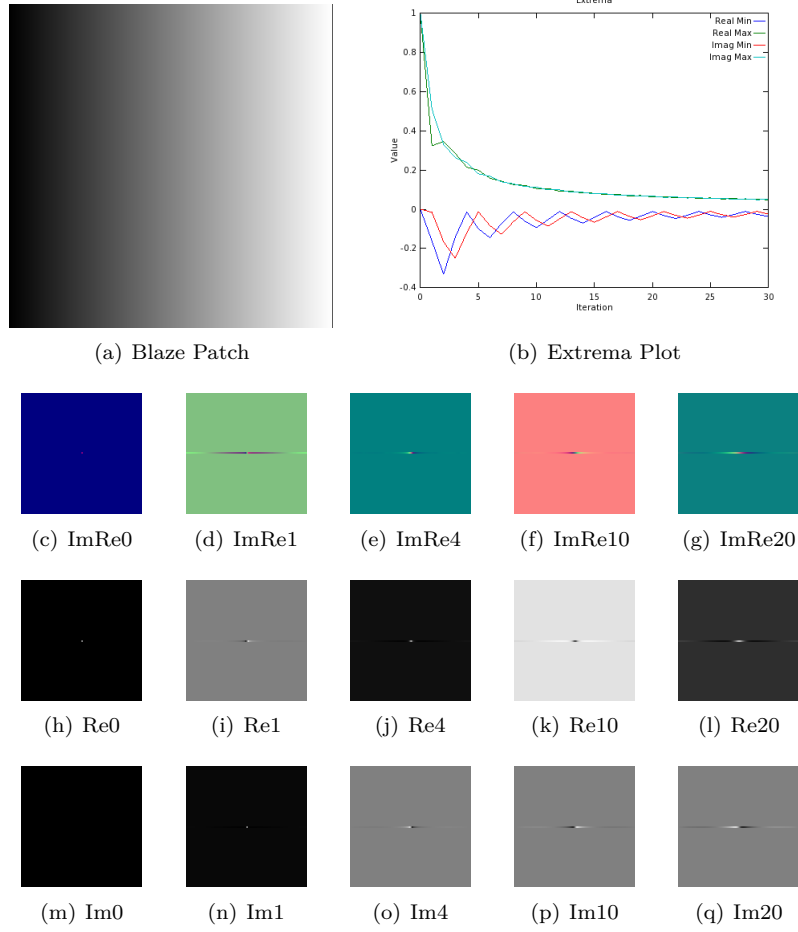 Extrema
1
0.8
0.6
0.4
0.2
0
-0.2
-0.4
Value
Real Min
Real Max
Imag Min
Imag Max
0 5 10 15 20 25 30
Iteration
(a) Blaze Patch (b) Extrema Plot
(c) ImRe0 (d) ImRe1 (e) ImRe4 (f) ImRe10 (g) ImRe20
(h) Re0 (i) Re1 (j) Re4 (k) Re10 (l) Re20
(m) Im0 (n) Im1 (o) Im4 (p) Im10 (q) Im20